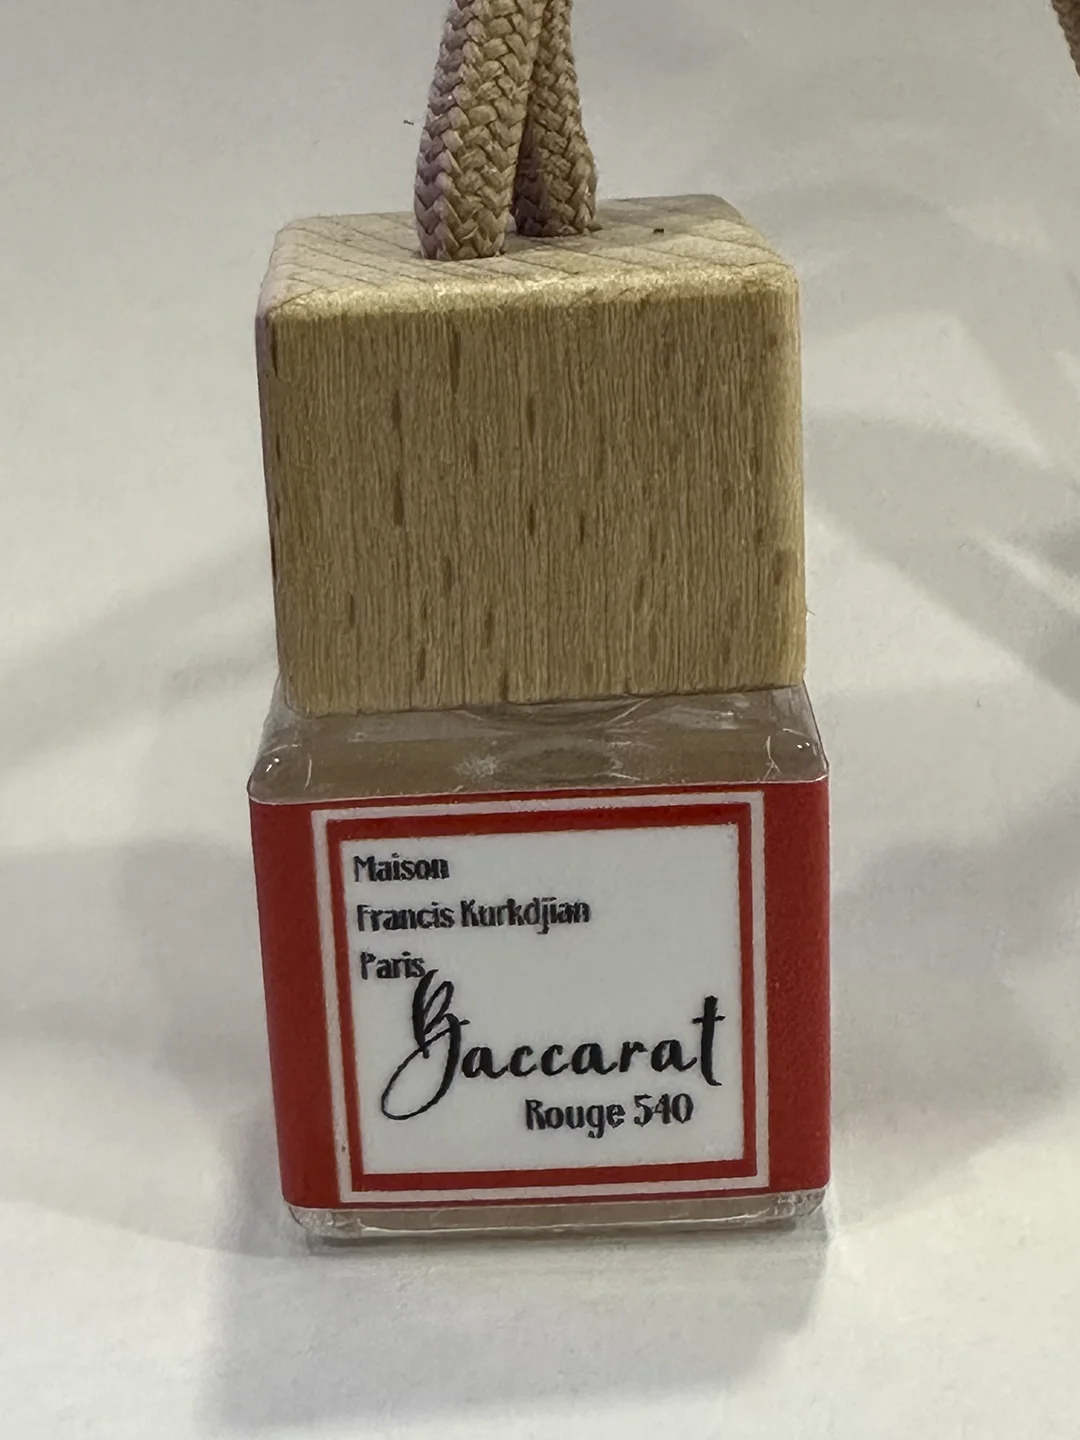 Maison
Francis Kurkdjian
Paris
Baccarat
Rouge 540